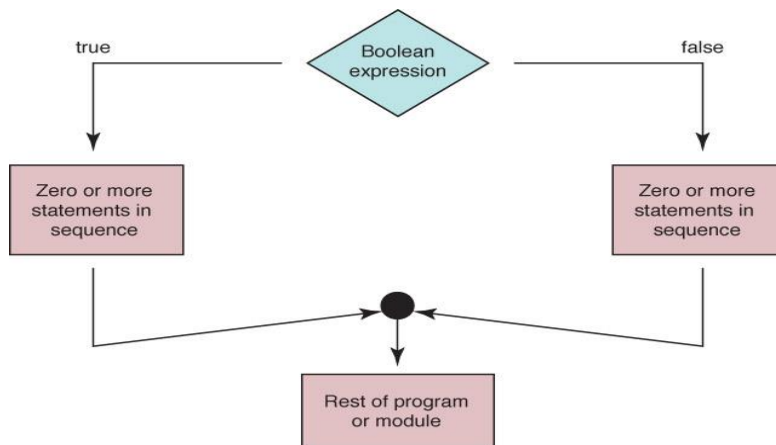 Boolean
expression
true
false
Zero or more
statements in
sequence
Zero or more
statements in
sequence
Rest of program
or module